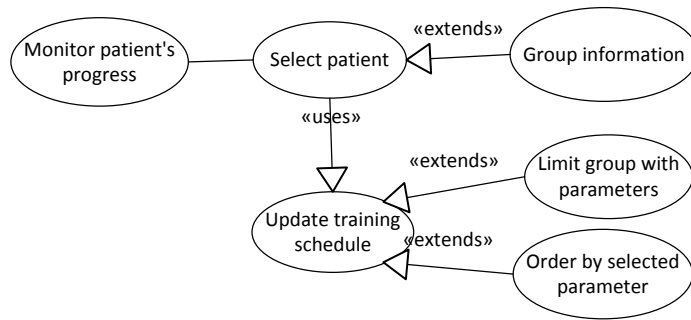 «extends»
Monitor patient's
progress
Select patient
Group information
«uses»
«extends»
Limit group with
parameters
Update training
schedule
«extends»
Order by selected
parameter